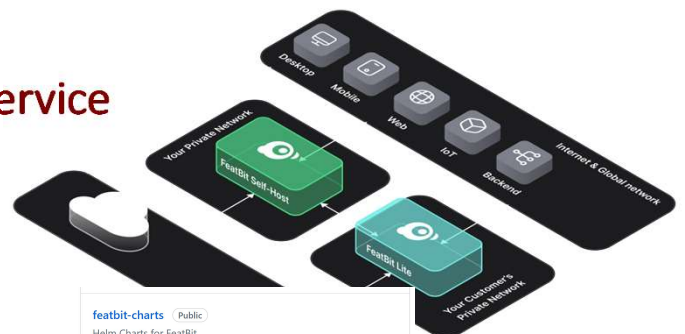 ervice
Desktop
Mobile
Web
IoT
Backend
Internet & Global network
Your Private Network
FeatBit Self-Host
FeatBit Lite
Your Customer's
Private Network
featbit-charts Public
Helm Charts for FeatBit